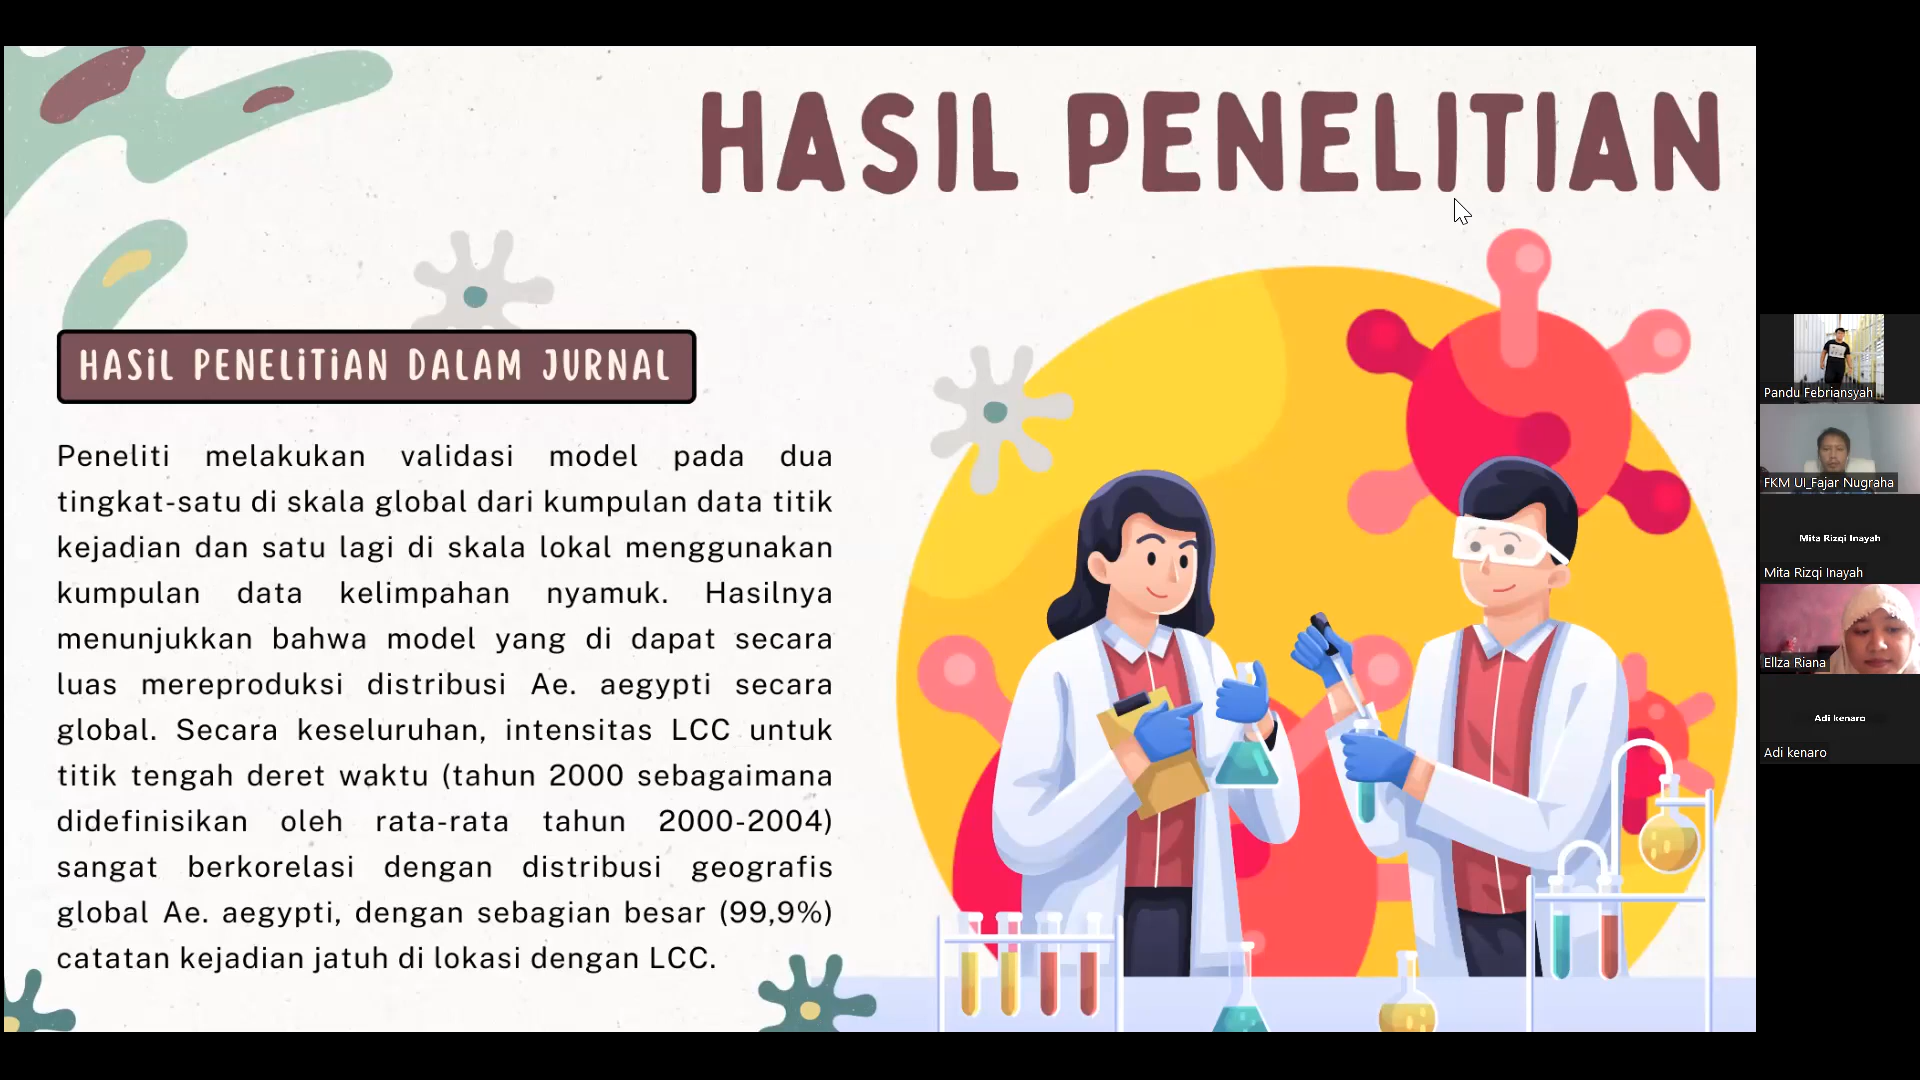 HASIL PENELITIAN
HASIL PENELITIAN DALAM JURNAL
Peneliti melakukan validasi model pada dua
tingkat-satu di skala global dari kumpulan data titik
kejadian dan satu lagi di skala lokal menggunakan
kumpulan data kelimpahan nyamuk. Hasilnya
menunjukkan bahwa model yang di dapat secara
luas mereproduksi distribusi Ae. aegypti secara
global. Secara keseluruhan, intensitas LCC untuk
titik tengah deret waktu (tahun 2000 sebagaimana
didefinisikan oleh rata-rata tahun 2000-2004)
sangat berkorelasi dengan distribusi geografis
global Ae. aegypti, dengan sebagian besar (99,9%)
catatan kejadian jatuh di lokasi dengan LCC.
Pandu Febriansyah
FKM UI_Fajar Nugraha
Mita Rizqi Inayah
Mita Rizqi Inayah
Ellza Riana
Adi kenaro
Adi kenaro